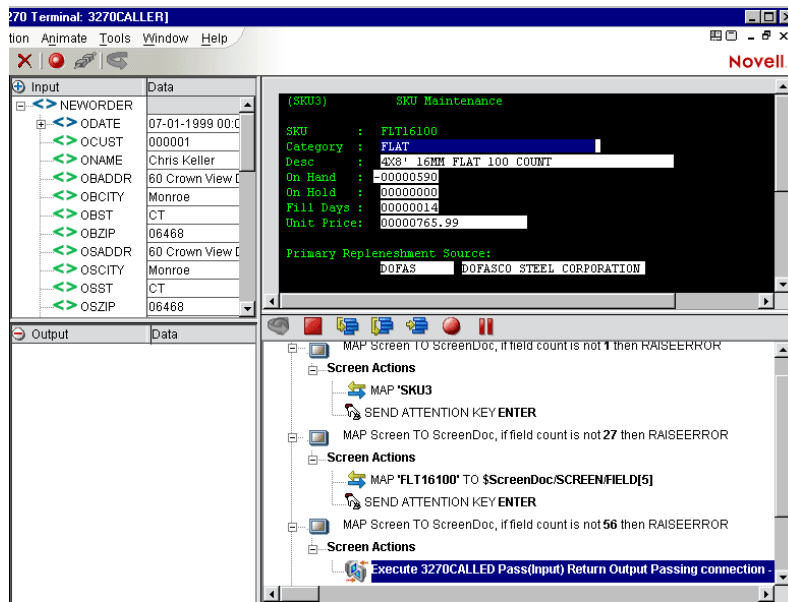 270 Terminal: 3270CALLER]
tion Animate Tools Window Help
Novell.
Input Data
NEWORDER
ODATE 07-01-1999 00:0
OCUST 000001
ONAME Chris Keller
OBADDR 60 Crown View D
OBCITY Monroe
OBST CT
OBZIP 06468
OSADDR 60 Crown View D
OSCITY Monroe
OSST CT
OSZIP 06468
Output Data
(SKU3) SKU Maintenance
SKU : FLT16100
Category : FLAT
Desc : 4X8' 16MM FLAT 100 COUNT
On Hand : -00000590
On Hold : 00000000
Fill Days : 00000014
Unit Price: 00000765.99
Primary Repleneshment Source:
DOFAS DOFASCO STEEL CORPORATION
MAP Screen TO ScreenDoc, if field count is not 1 then RAISEERROR
Screen Actions
MAP 'SKU3
SEND ATTENTION KEY ENTER
MAP Screen TO ScreenDoc, if field count is not 27 then RAISEERROR
Screen Actions
MAP 'FLT16100' TO $ScreenDoc/SCREEN/FIELD[5]
SEND ATTENTION KEY ENTER
MAP Screen TO ScreenDoc, if field count is not 56 then RAISEERROR
Screen Actions
Execute 3270CALLED Pass(Input) Return Output Passing connection -